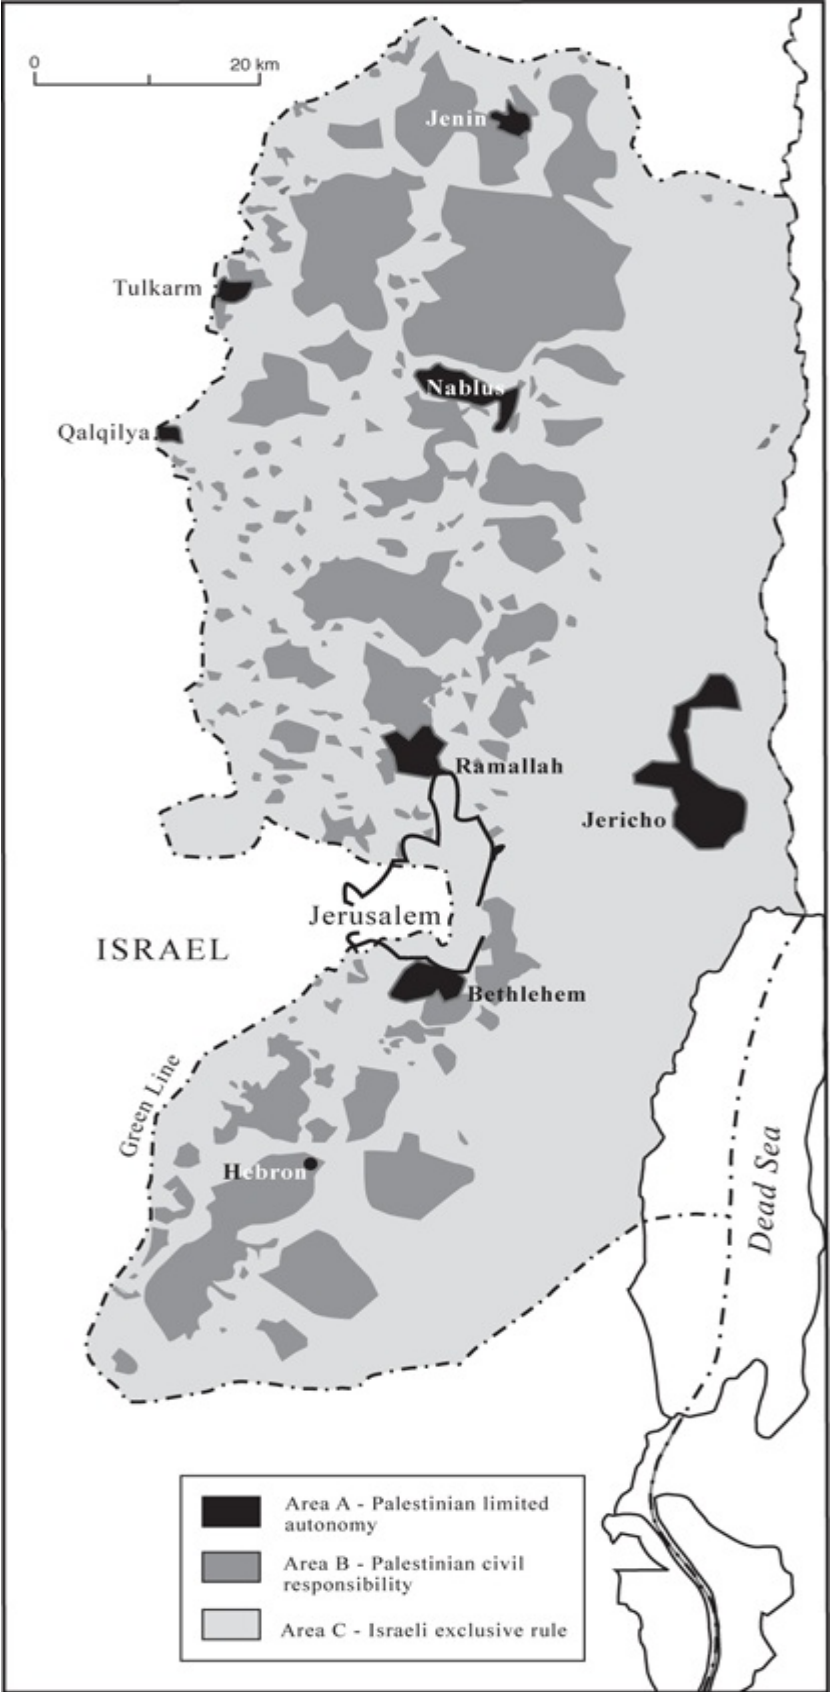 0 20 km
Jenin
Tulkarm
Nablus
Qalqilya
Ramallah
Jericho
Jerusalem
ISRAEL
Bethlehem
Green Line
Hebron
Dead Sea
Area A - Palestinian limited
autonomy
Area B - Palestinian civil
responsibility
Area C - Israeli exclusive rule